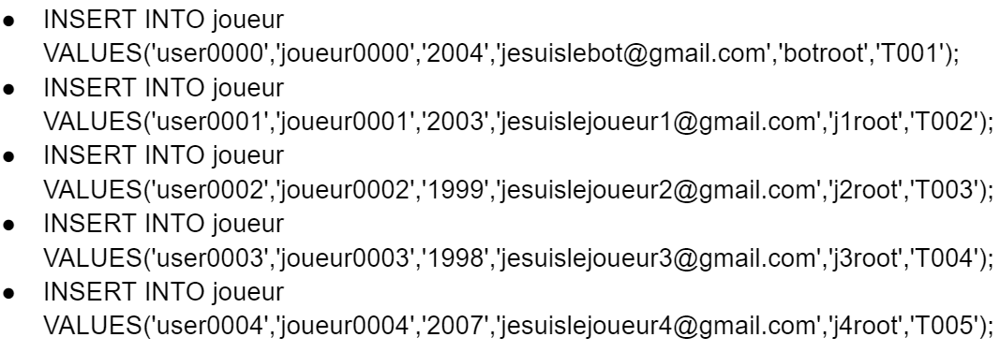 ● INSERT INTO joueur
VALUES('user0000','joueur0000','2004','jesuislebot@gmail.com','botroot','T001');
● INSERT INTO joueur
VALUES('user0001','joueur0001','2003','jesuislejoueur1@gmail.com','j1root','T002');
● INSERT INTO joueur
VALUES('user0002','joueur0002','1999','jesuislejoueur2@gmail.com','j2root','T003');
● INSERT INTO joueur
VALUES('user0003','joueur0003','1998','jesuislejoueur3@gmail.com','j3root','T004');
● INSERT INTO joueur
VALUES('user0004','joueur0004','2007','jesuislejoueur4@gmail.com','j4root','T005');